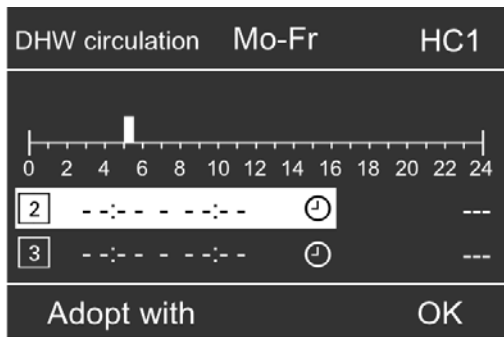 DHW circulation Mo-Fr HC1
0 2 4 6 8 10 12 14 16 18 20 22 24
2 - -:- - - - -:- - ---
3 - -:- - - - -:- - ---
Adopt with OK